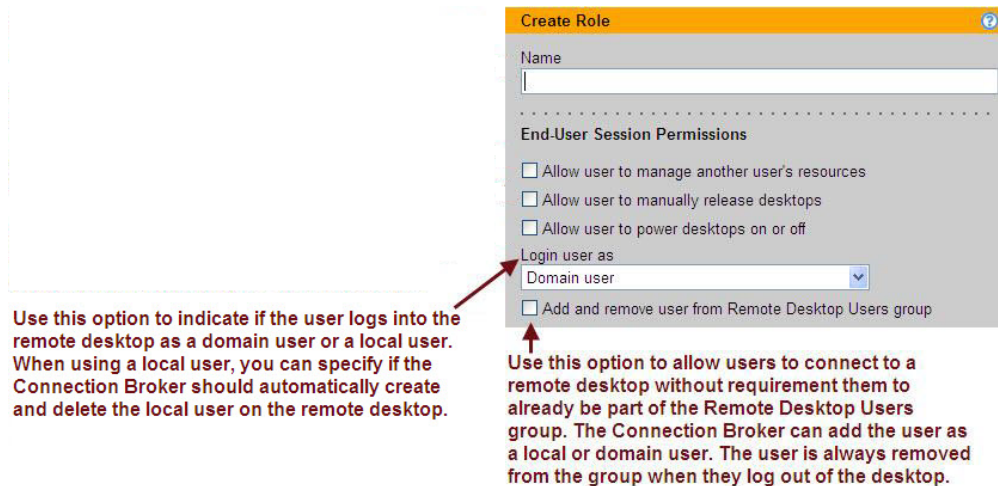 Create Role
?
Name
End-User Session Permissions
Allow user to manage another user's resources
Allow user to manually release desktops
Allow user to power desktops on or off
Login user as
Domain user
Add and remove user from Remote Desktop Users group
Use this option to indicate if the user logs into the
remote desktop as a domain user or a local user.
When using a local user, you can specify if the
Connection Broker should automatically create
and delete the local user on the remote desktop.
Use this option to allow users to connect to a
remote desktop without requirement them to
already be part of the Remote Desktop Users
group. The Connection Broker can add the user as
a local or domain user. The user is always removed
from the group when they log out of the desktop.